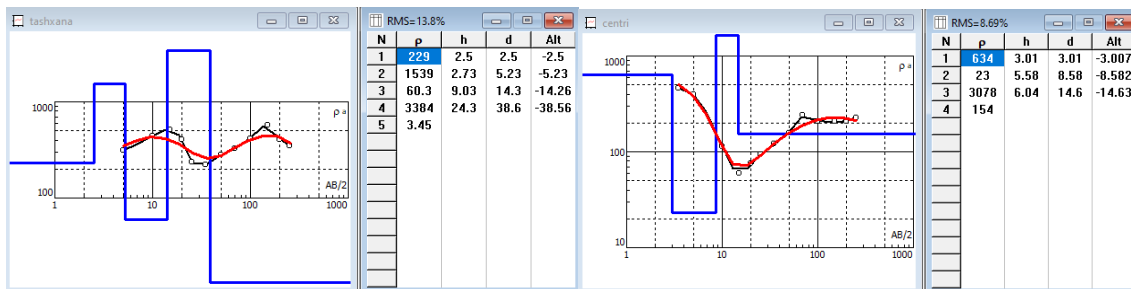 tashxana
1000
ρ a
100
AB/2
1 10 100 1000
RMS=13.8%
N ρ h d Alt
1 229 2.5 2.5 -2.5
2 1539 2.73 5.23 -5.23
3 60.3 9.03 14.3 -14.26
4 3384 24.3 38.6 -38.56
5 3.45
centri
1000
ρ a
100
10
AB/2
1 10 100 1000
RMS=8.69%
N ρ h d Alt
1 634 3.01 3.01 -3.007
2 23 5.58 8.58 -8.582
3 3078 6.04 14.6 -14.63
4 154